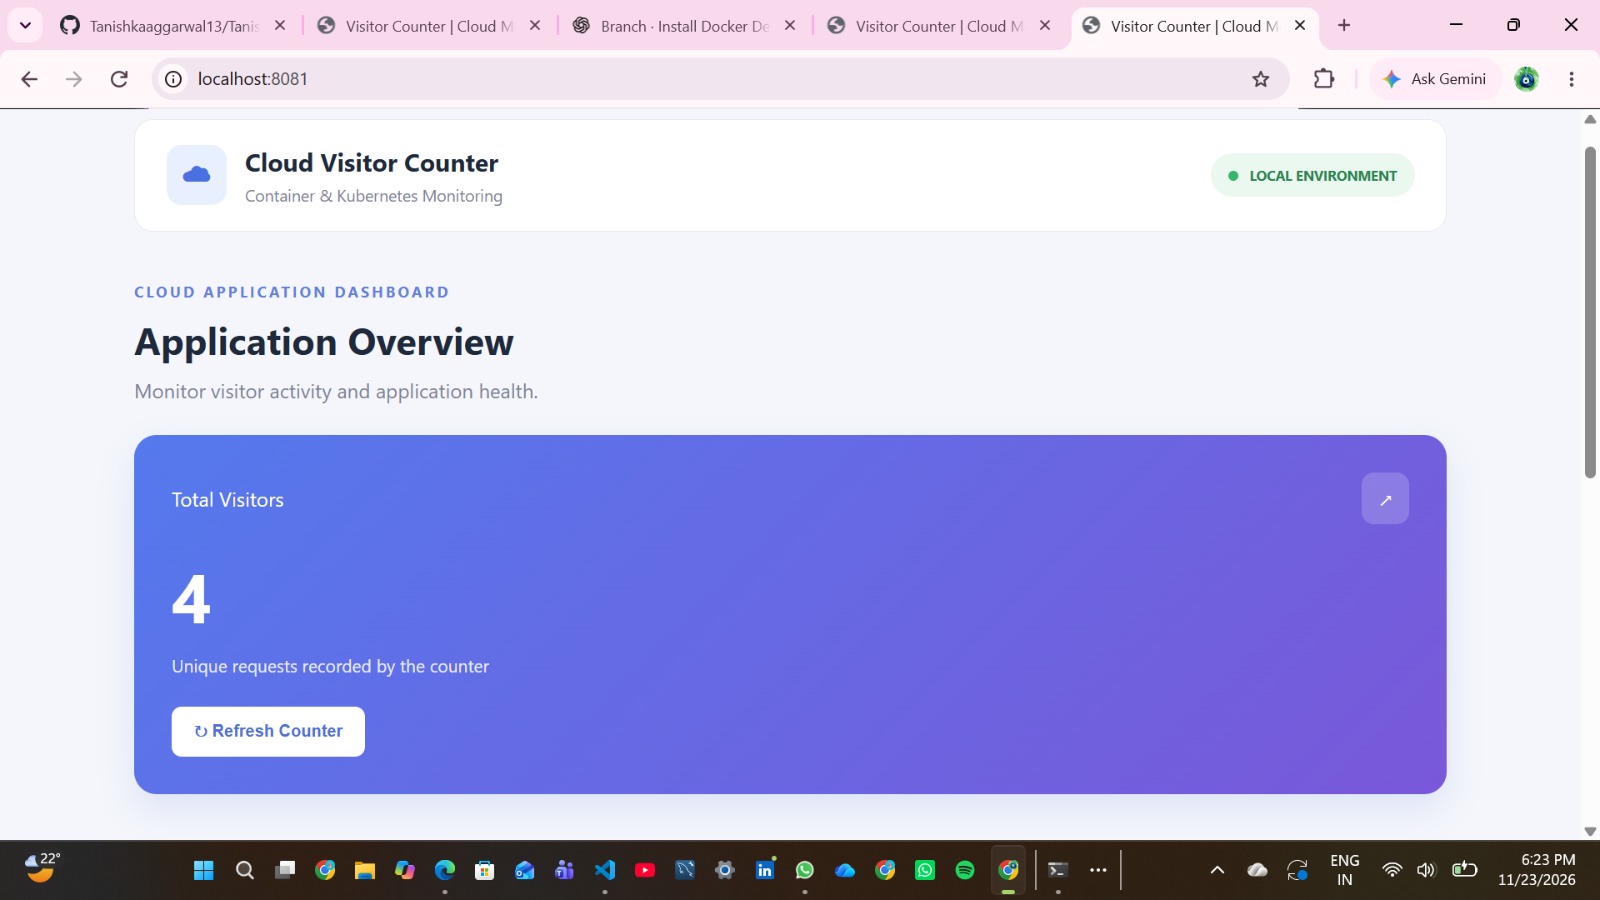 Tanishkaaggarwal13/Tanis
Visitor Counter | Cloud M
Branch · Install Docker De
Visitor Counter | Cloud M
Visitor Counter | Cloud M
localhost:8081
Ask Gemini
Cloud Visitor Counter
Container & Kubernetes Monitoring
LOCAL ENVIRONMENT
CLOUD APPLICATION DASHBOARD
Application Overview
Monitor visitor activity and application health.
Total Visitors
4
Unique requests recorded by the counter
↻ Refresh Counter
22°
ENG
IN
6:23 PM
11/23/2026